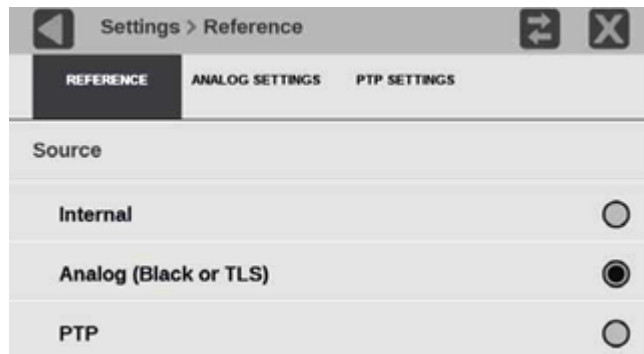 Settings > Reference
REFERENCE ANALOG SETTINGS PTP SETTINGS
Source
Internal
Analog (Black or TLS)
PTP